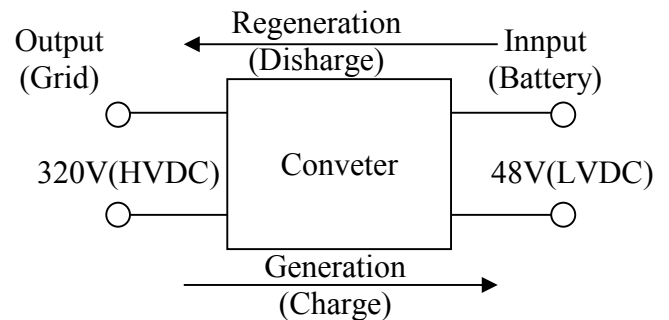 Output
(Grid)
Regeneration
(Disharge)
Innput
(Battery)
320V(HVDC)
Conveter
48V(LVDC)
Generation
(Charge)